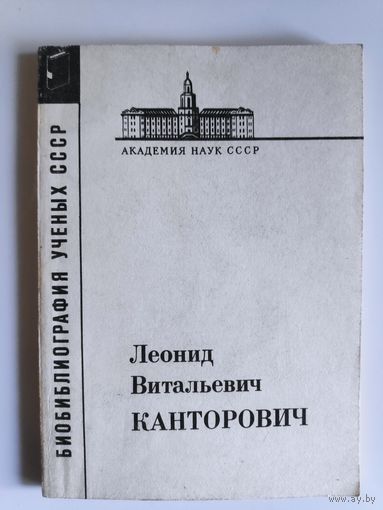 БИОБИБЛИОГРАФИЯ УЧЕНЫХ СССР
АКАДЕМИЯ НАУК СССР
Леонид
Витальевич
КАНТОРОВИЧ
www.ay.by